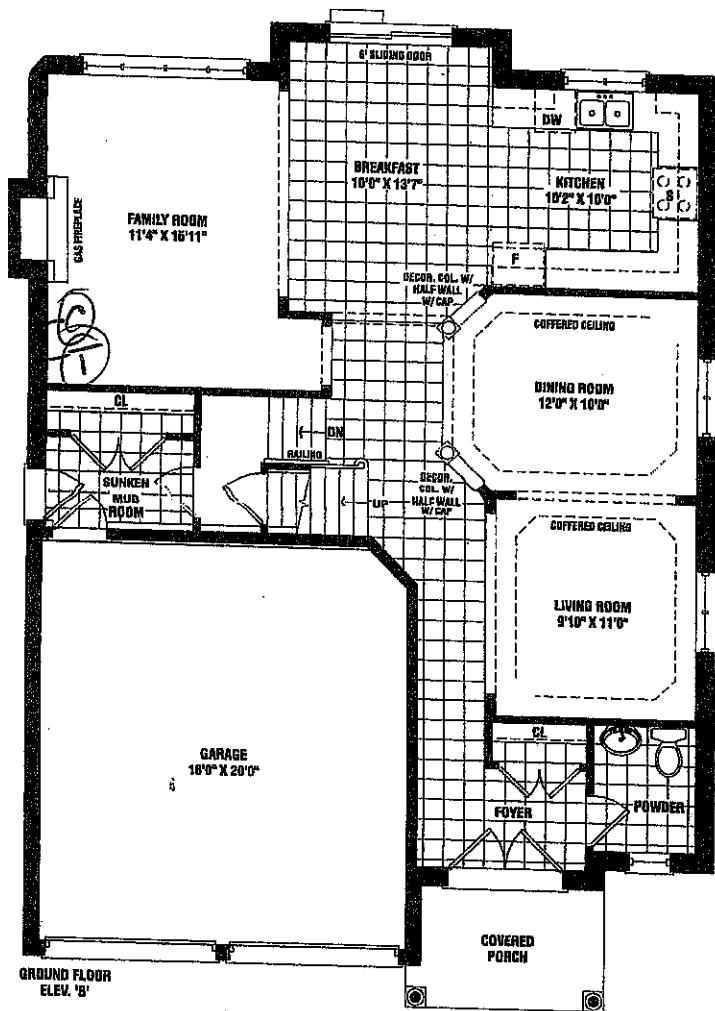 6' SLIDING DOOR
DW
BREAKFAST
10'0" X 13'7"
KITCHEN
10'2" X 10'0"
S
FAMILY ROOM
11'4" X 16'11"
GAS FIREPLACE
F
DECOR. COL. W/
HALF WALL
W/ CAP
COFFERED CEILING
DINING ROOM
12'0" X 10'0"
CL
DN
RAILING
SUNKEN
MUD
ROOM
UP
DECOR.
COL. W/
HALF WALL
W/ CAP
COFFERED CEILING
LIVING ROOM
9'10" X 11'0"
GARAGE
18'0" X 20'0"
CL
FOYER
POWDER
COVERED
PORCH
GROUND FLOOR
ELEV. 'B'